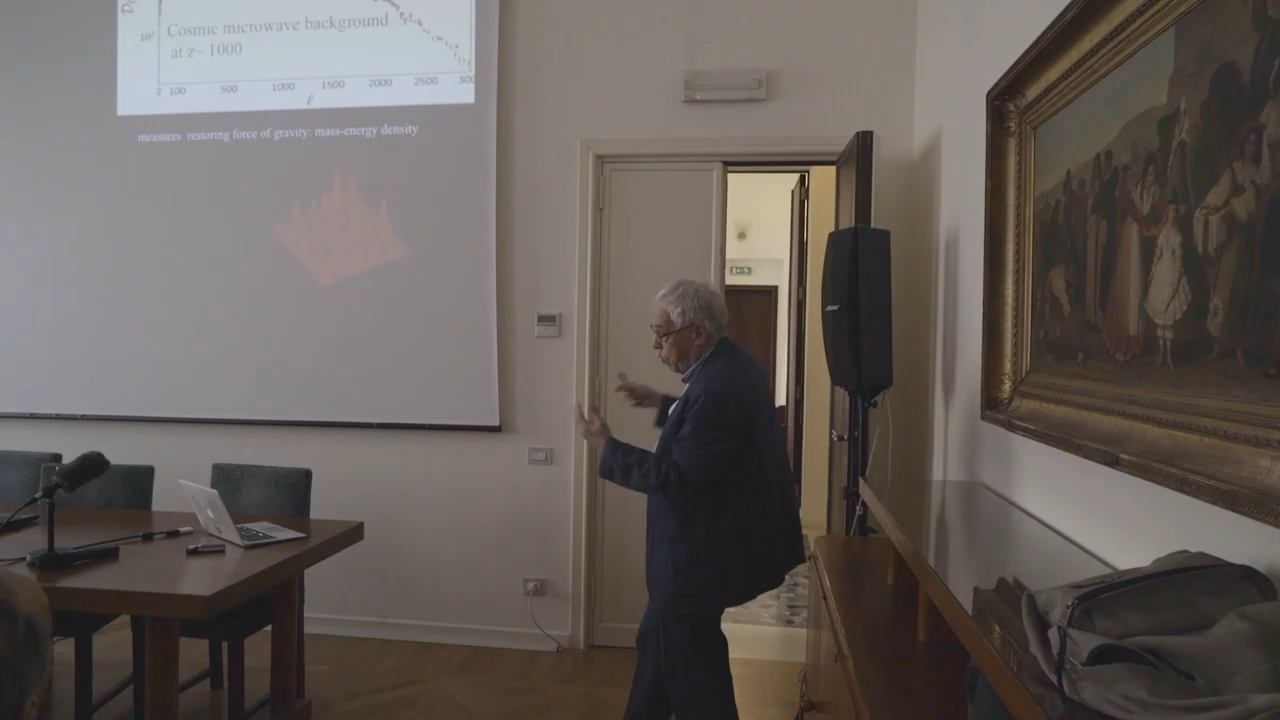 Cosmic microwave background
at z~ 1000
10²
2 100 500 1000 1500 2000 2500 300
ℓ
measures restoring force of gravity: mass-energy density